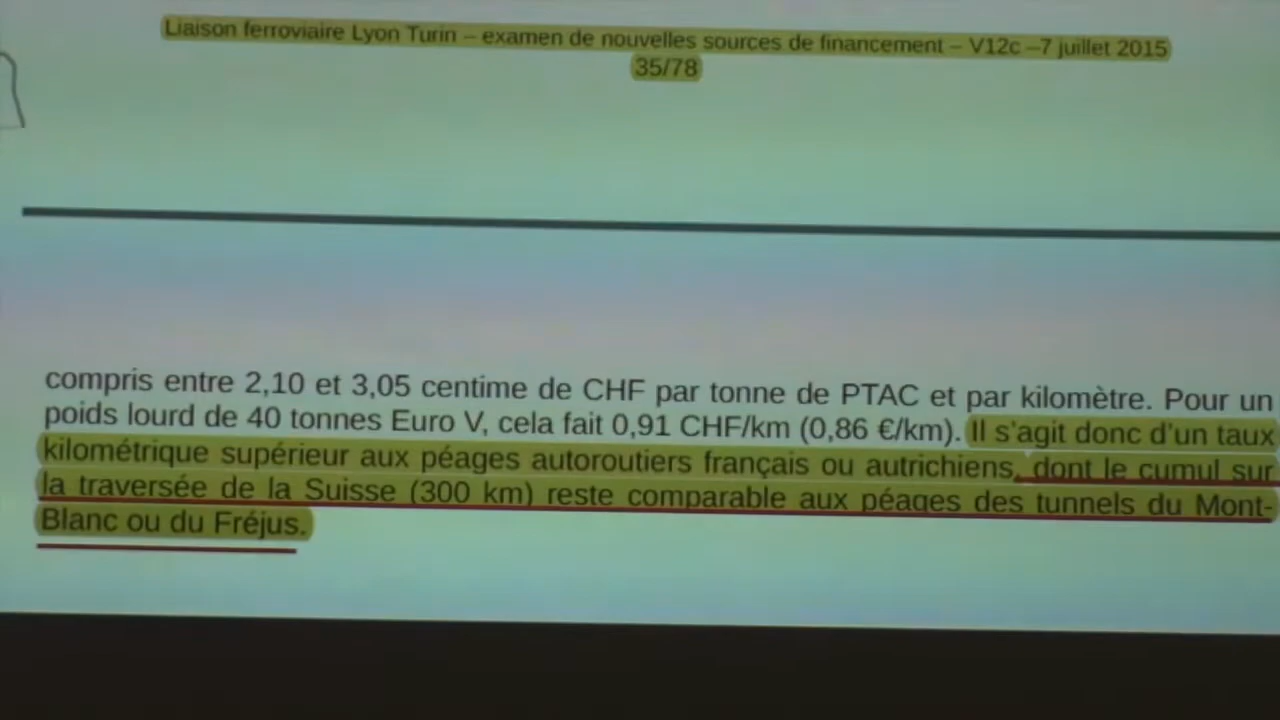 Liaison ferroviaire Lyon Turin – examen de nouvelles sources de financement – V12c –7 juillet 2015
35/78
compris entre 2,10 et 3,05 centime de CHF par tonne de PTAC et par kilomètre. Pour un
poids lourd de 40 tonnes Euro V, cela fait 0,91 CHF/km (0,86 €/km). Il s'agit donc d'un taux
kilométrique supérieur aux péages autoroutiers français ou autrichiens, dont le cumul sur
la traversée de la Suisse (300 km) reste comparable aux péages des tunnels du Mont-
Blanc ou du Fréjus.